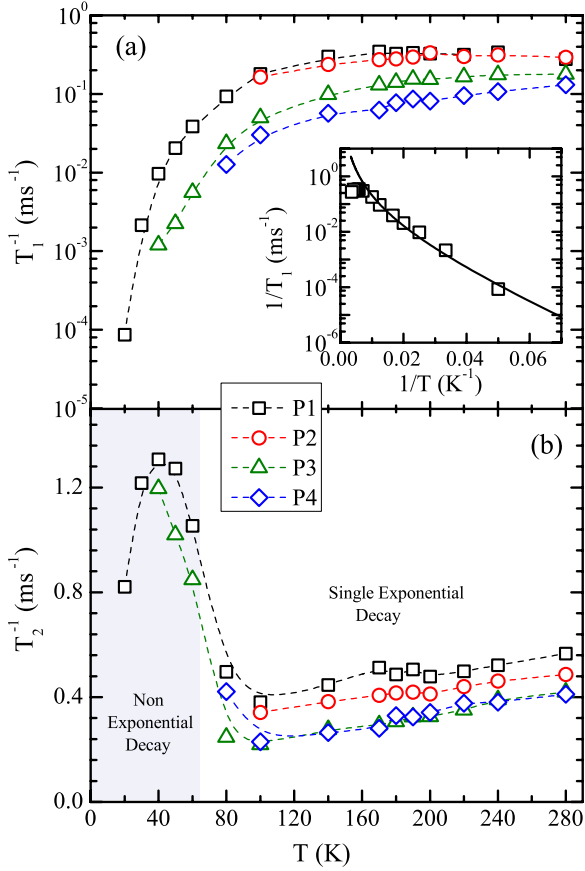 (a)
10^0
10^-1
10^-2
10^-3
10^-4
10^-5
T_1^-1 (ms^-1)
10^0
10^-2
10^-4
10^-6
1/T_1 (ms^-1)
0.00 0.02 0.04 0.06
1/T (K^-1)
P1
P2
P3
P4
(b)
1.2
0.8
0.4
0.0
T_2^-1 (ms^-1)
Single Exponential
Decay
Non
Exponential
Decay
0 40 80 120 160 200 240 280
T (K)